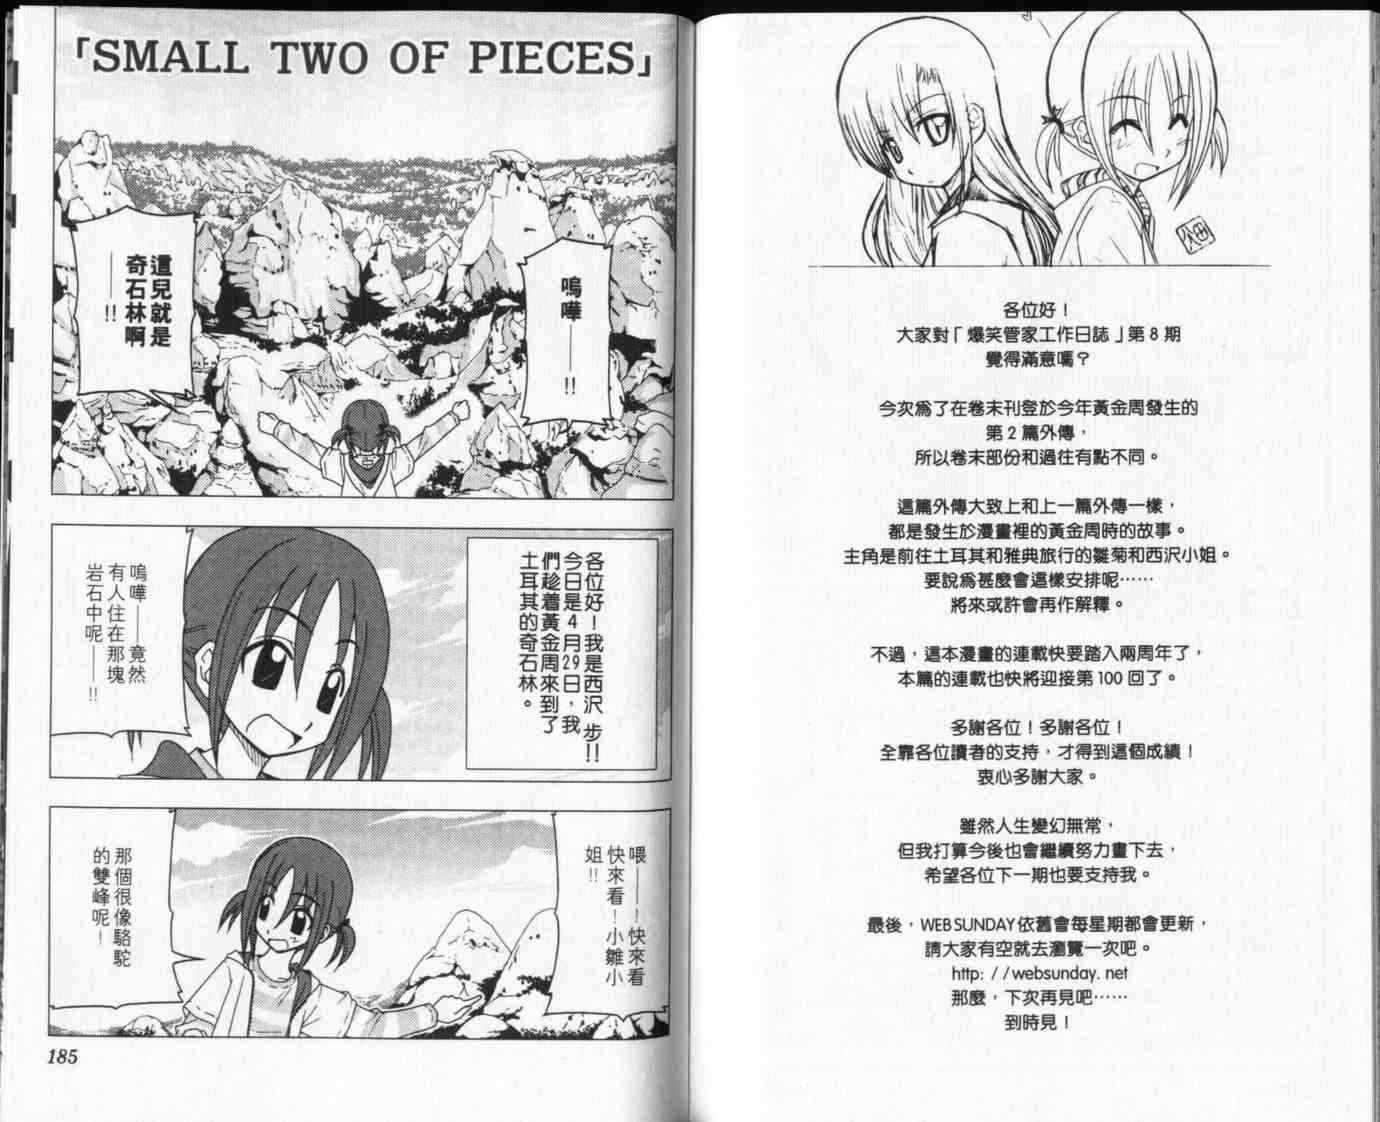 各位好！
大家對「爆笑管家工作日誌」第8期
覺得滿意嗎？
今次為了在卷末刊登於今年黃金周發生的
第2篇外傳，
所以卷末部份和過往有點不同。
這篇外傳大致上和上一篇外傳一樣，
都是發生於漫畫裡的黃金周時的故事。
主角是前往土耳其和雅典旅行的雛菊和西沢小姐。
要說為甚麼會這樣安排呢……
將來或許會再作解釋。
不過，這本漫畫的連載快要踏入兩周年了，
本篇的連載也快將迎接第100回了。
多謝各位！多謝各位！
全靠各位讀者的支持，才得到這個成績！
衷心多謝大家。
雖然人生變幻無常，
但我打算今後也會繼續努力畫下去，
希望各位下一期也要支持我。
最後，WEB SUNDAY依舊會每星期都會更新，
請大家有空就去瀏覽一次吧。
http://websunday.net
那麼，下次再見吧……
到時見！
「SMALL TWO OF PIECES」
嗚嘩——!!
這兒就是
奇石林啊
——!!
各位好！我是西沢 步!!
今日是4月29日，我
們趁着黃金周來到了
土耳其的奇石林。
嗚嘩——竟然
有人住在那塊
岩石中呢——!!
喂——！快來看
快來看！小雛小
姐!!
那個很像駱駝
的雙峰呢！
185